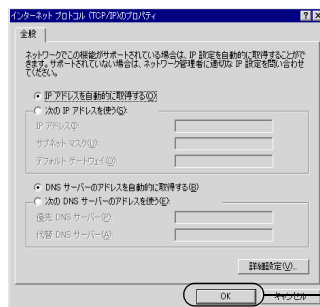 インターネット プロトコル (TCP/IP)のプロパティ
全般
ネットワークでこの機能がサポートされている場合は、IP 設定を自動的に取得することがで
きます。サポートされていない場合は、ネットワーク管理者に適切な IP 設定を問い合わせ
てください。
IP アドレスを自動的に取得する(O)
次の IP アドレスを使う(S):
IP アドレス(I):
サブネット マスク(U):
デフォルト ゲートウェイ(D):
DNS サーバーのアドレスを自動的に取得する(B)
次の DNS サーバーのアドレスを使う(E):
優先 DNS サーバー(P):
代替 DNS サーバー(A):
詳細設定(V)...
OK
キャンセル